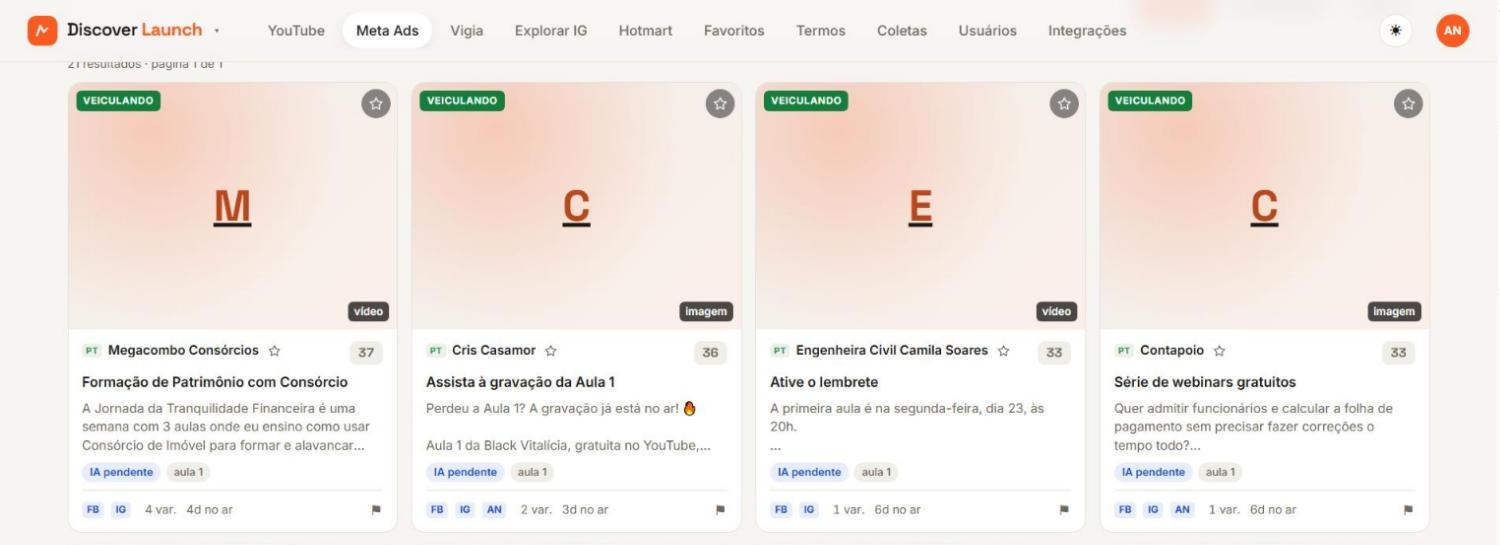 Discover Launch
YouTube
Meta Ads
Vigia
Explorar IG
Hotmart
Favoritos
Termos
Coletas
Usuários
Integrações
AN
21 resultados · página 1 de 1
VEICULANDO
M
vídeo
PT Megacombo Consórcios 37
Formação de Patrimônio com Consórcio
A Jornada da Tranquilidade Financeira é uma
semana com 3 aulas onde eu ensino como usar
Consórcio de Imóvel para formar e alavancar...
IA pendente aula 1
FB IG 4 var. 4d no ar
VEICULANDO
C
imagem
PT Cris Casamor 36
Assista à gravação da Aula 1
Perdeu a Aula 1? A gravação já está no ar! 🔥
Aula 1 da Black Vitalícia, gratuita no YouTube,...
IA pendente aula 1
FB IG AN 2 var. 3d no ar
VEICULANDO
E
vídeo
PT Engenheira Civil Camila Soares 33
Ative o lembrete
A primeira aula é na segunda-feira, dia 23, às
20h.
...
IA pendente aula 1
FB IG 1 var. 6d no ar
VEICULANDO
C
imagem
PT Contapoio 33
Série de webinars gratuitos
Quer admitir funcionários e calcular a folha de
pagamento sem precisar fazer correções o
tempo todo?...
IA pendente aula 1
FB IG AN 1 var. 6d no ar